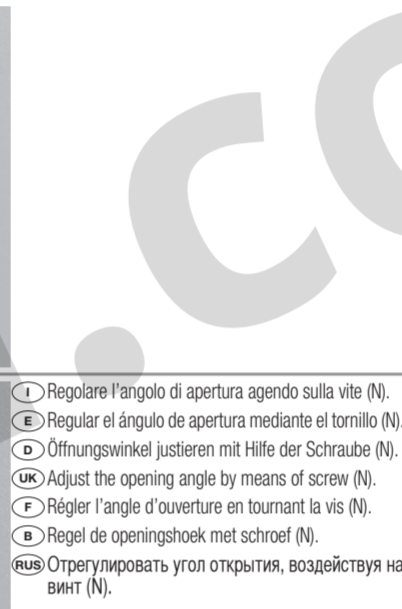 I Regolare l'angolo di apertura agendo sulla vite (N).
E Regular el ángulo de apertura mediante el tornillo (N).
D Öffnungswinkel justieren mit Hilfe der Schraube (N).
UK Adjust the opening angle by means of screw (N).
F Régler l'angle d'ouverture en tournant la vis (N).
B Regel de openingshoek met schroef (N).
RUS Отрегулировать угол открытия, воздействуя на
винт (N).